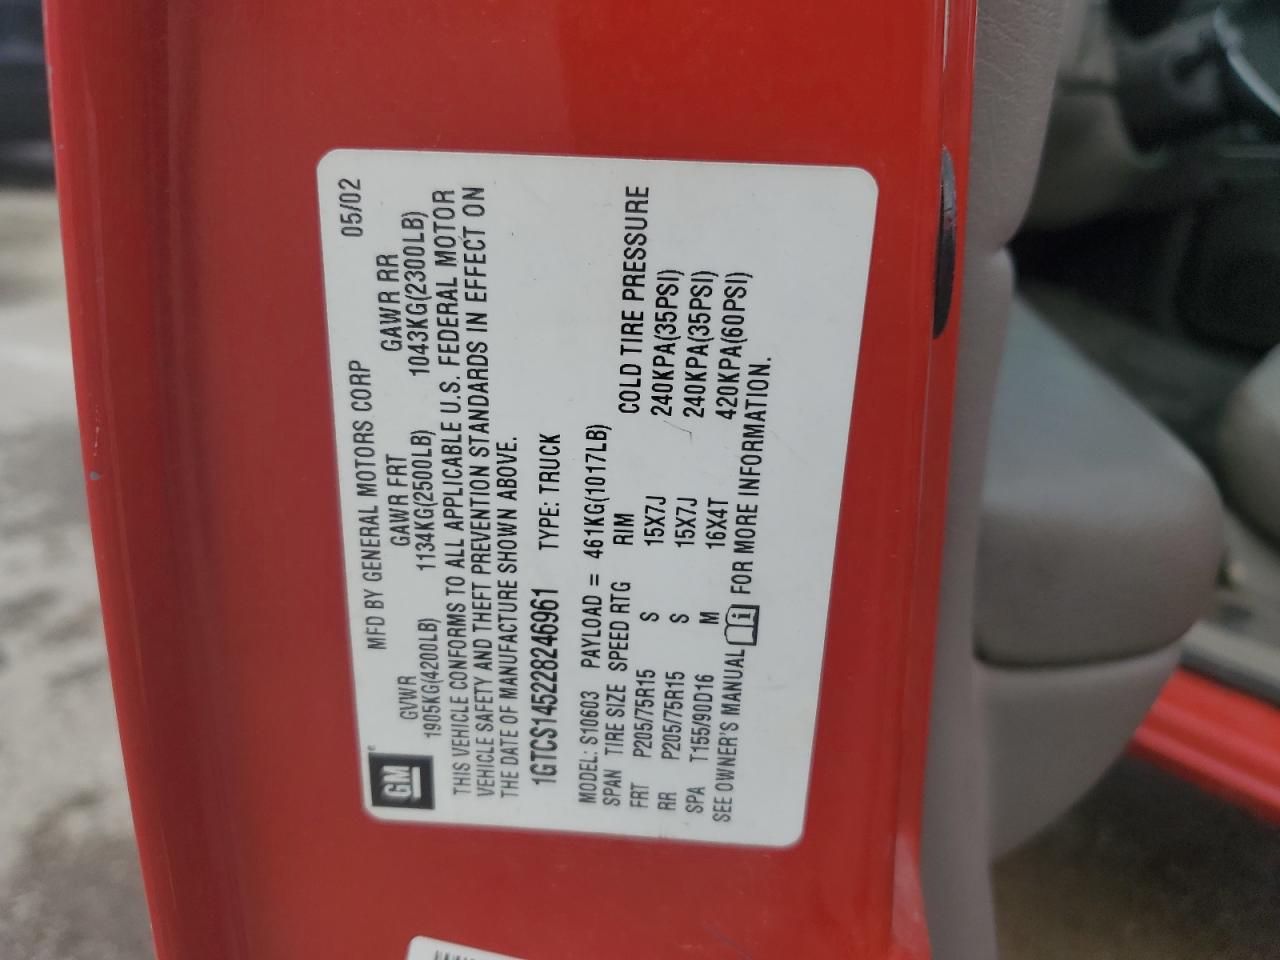 MFD BY GENERAL MOTORS CORP 05/02
GM
GVWR GAWR FRT GAWR RR
1905KG(4200LB) 1134KG(2500LB) 1043KG(2300LB)
THIS VEHICLE CONFORMS TO ALL APPLICABLE U.S. FEDERAL MOTOR
VEHICLE SAFETY AND THEFT PREVENTION STANDARDS IN EFFECT ON
THE DATE OF MANUFACTURE SHOWN ABOVE.
1GTCS145228246961 TYPE: TRUCK
MODEL: S10603 PAYLOAD = 461KG(1017LB)
SPAN TIRE SIZE SPEED RTG RIM COLD TIRE PRESSURE
FRT P205/75R15 S 15X7J 240KPA(35PSI)
RR P205/75R15 S 15X7J 240KPA(35PSI)
SPA T155/90D16 M 16X4T 420KPA(60PSI)
SEE OWNER'S MANUAL FOR MORE INFORMATION.